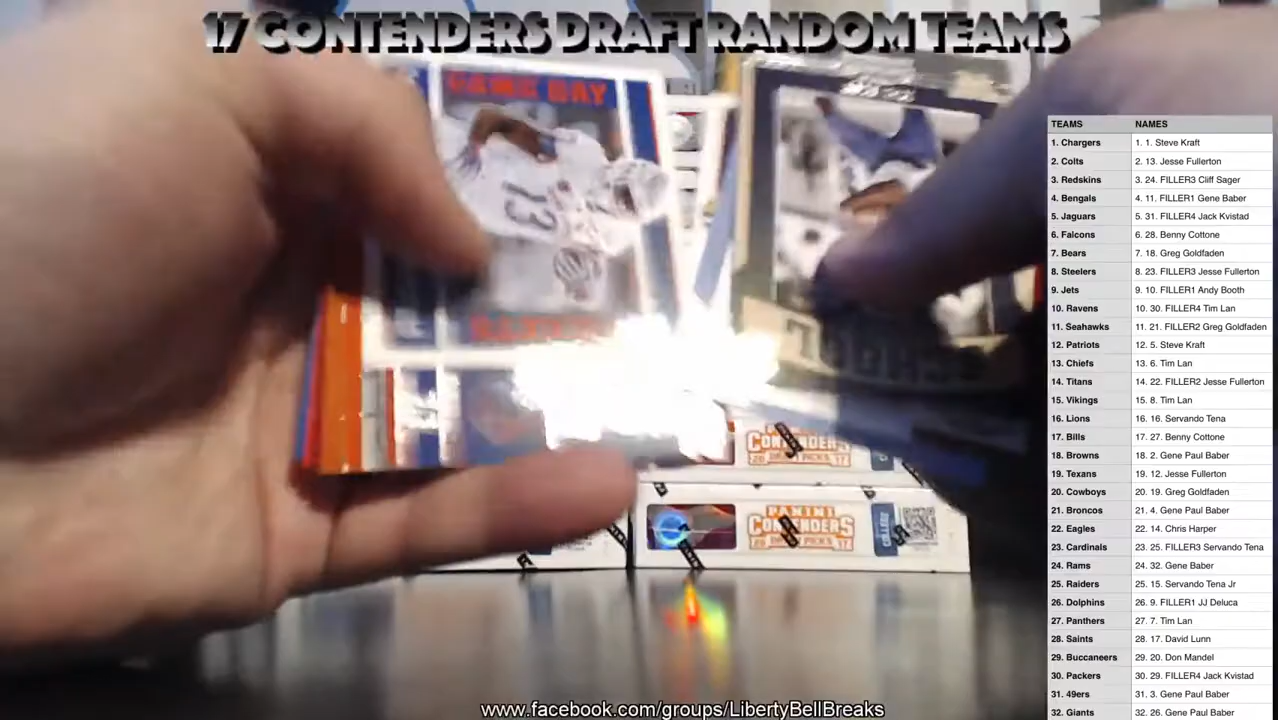 17 CONTENDERS DRAFT RANDOM TEAMS
GAME DAY
13
PANINI
CONTENDERS
20 DRAFT PICKS 17
COLLEGE
TEAMS NAMES
1. Chargers 1. 1. Steve Kraft
2. Colts 2. 13. Jesse Fullerton
3. Redskins 3. 24. FILLER3 Cliff Sager
4. Bengals 4. 11. FILLER1 Gene Baber
5. Jaguars 5. 31. FILLER4 Jack Kvistad
6. Falcons 6. 28. Benny Cottone
7. Bears 7. 18. Greg Goldfaden
8. Steelers 8. 23. FILLER3 Jesse Fullerton
9. Jets 9. 10. FILLER1 Andy Booth
10. Ravens 10. 30. FILLER4 Tim Lan
11. Seahawks 11. 21. FILLER2 Greg Goldfaden
12. Patriots 12. 5. Steve Kraft
13. Chiefs 13. 6. Tim Lan
14. Titans 14. 22. FILLER2 Jesse Fullerton
15. Vikings 15. 8. Tim Lan
16. Lions 16. 16. Servando Tena
17. Bills 17. 27. Benny Cottone
18. Browns 18. 2. Gene Paul Baber
19. Texans 19. 12. Jesse Fullerton
20. Cowboys 20. 19. Greg Goldfaden
21. Broncos 21. 4. Gene Paul Baber
22. Eagles 22. 14. Chris Harper
23. Cardinals 23. 25. FILLER3 Servando Tena
24. Rams 24. 32. Gene Baber
25. Raiders 25. 15. Servando Tena Jr
26. Dolphins 26. 9. FILLER1 JJ Deluca
27. Panthers 27. 7. Tim Lan
28. Saints 28. 17. David Lunn
29. Buccaneers 29. 20. Don Mandel
30. Packers 30. 29. FILLER4 Jack Kvistad
31. 49ers 31. 3. Gene Paul Baber
32. Giants 32. 26. Gene Paul Baber
www.facebook.com/groups/LibertyBellBreaks